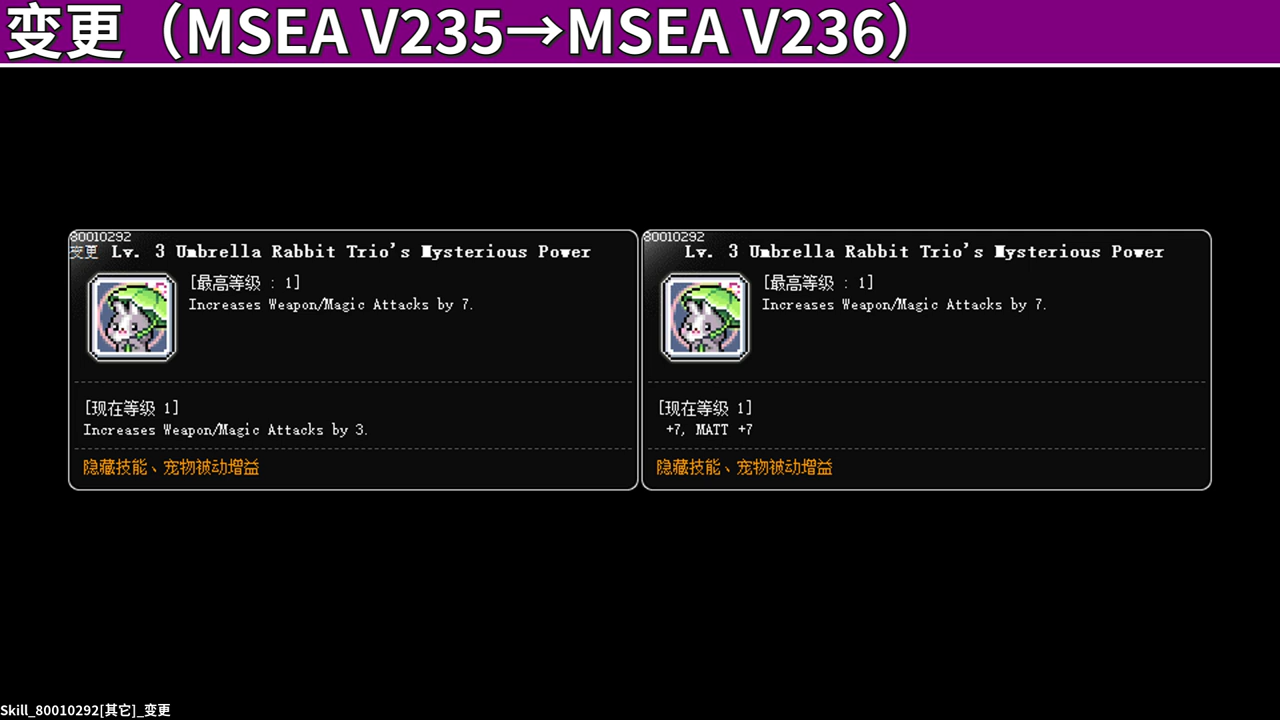 变更（MSEA V235→MSEA V236）
80010292
变更 Lv. 3 Umbrella Rabbit Trio's Mysterious Power
[最高等级 : 1]
Increases Weapon/Magic Attacks by 7.
[现在等级 1]
Increases Weapon/Magic Attacks by 3.
隐藏技能、宠物被动增益
80010292
Lv. 3 Umbrella Rabbit Trio's Mysterious Power
[最高等级 : 1]
Increases Weapon/Magic Attacks by 7.
[现在等级 1]
+7, MATT +7
隐藏技能、宠物被动增益
Skill_80010292[其它]_变更